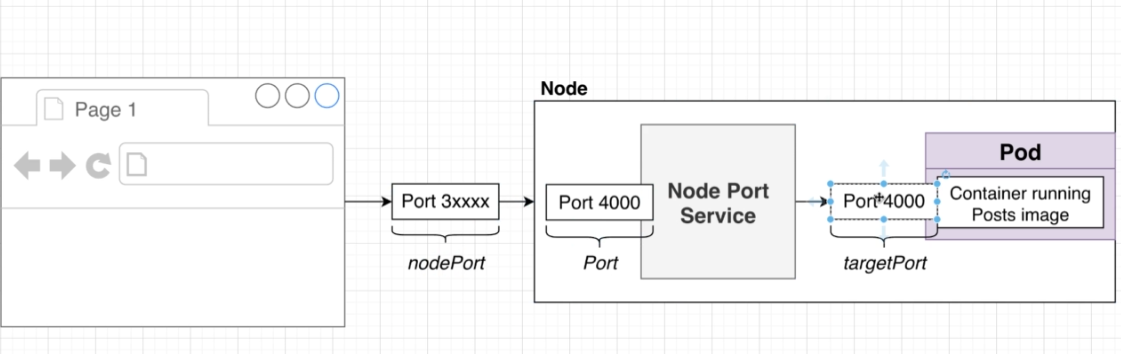 Node
Page 1
Pod
Port 3xxxx
Port 4000
Node Port
Service
Port 4000
Container running
Posts image
nodePort
Port
targetPort